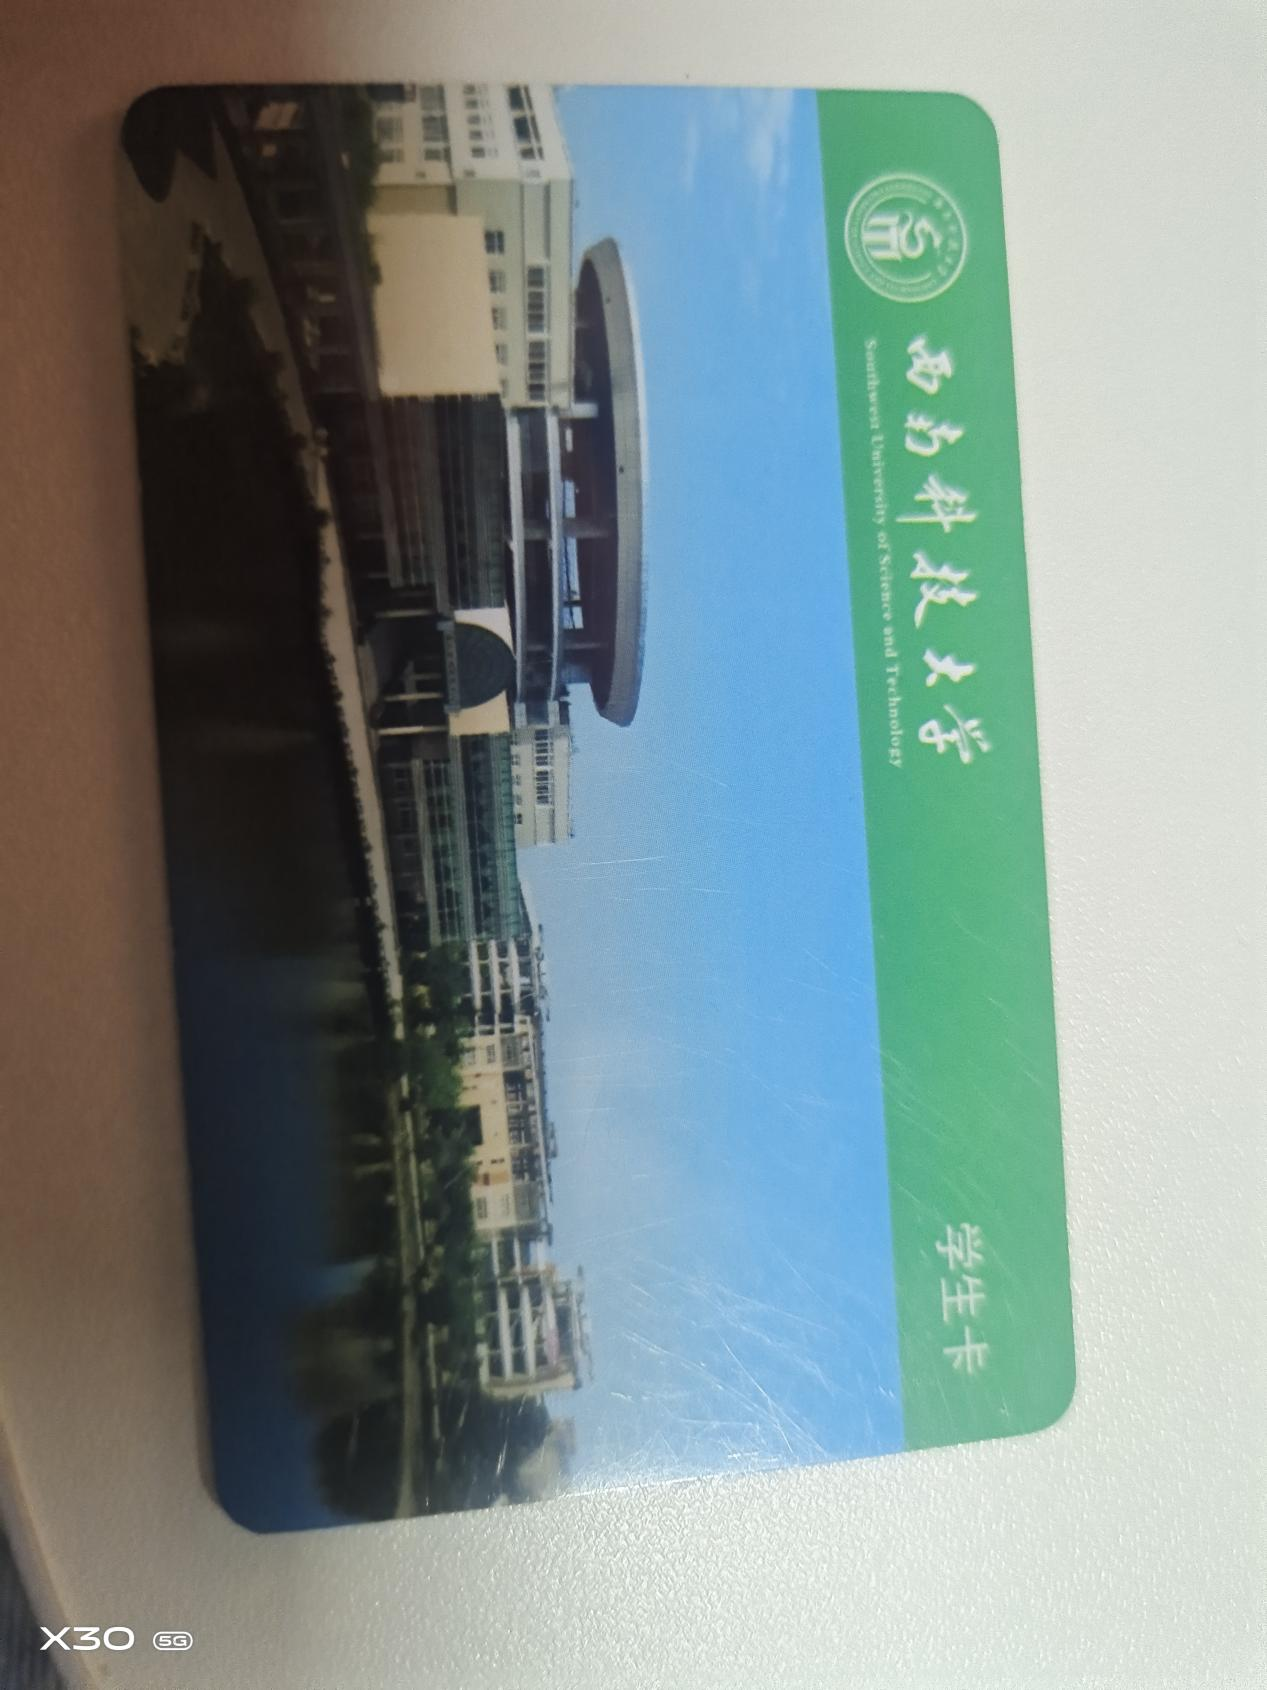 西南科技大学
Southwest University of Science and Technology
学生卡
X30 5G